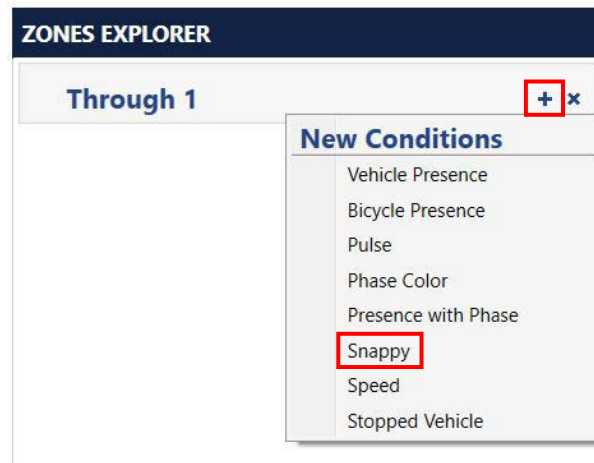 ZONES EXPLORER
Through 1
+ ×
New Conditions
Vehicle Presence
Bicycle Presence
Pulse
Phase Color
Presence with Phase
Snappy
Speed
Stopped Vehicle